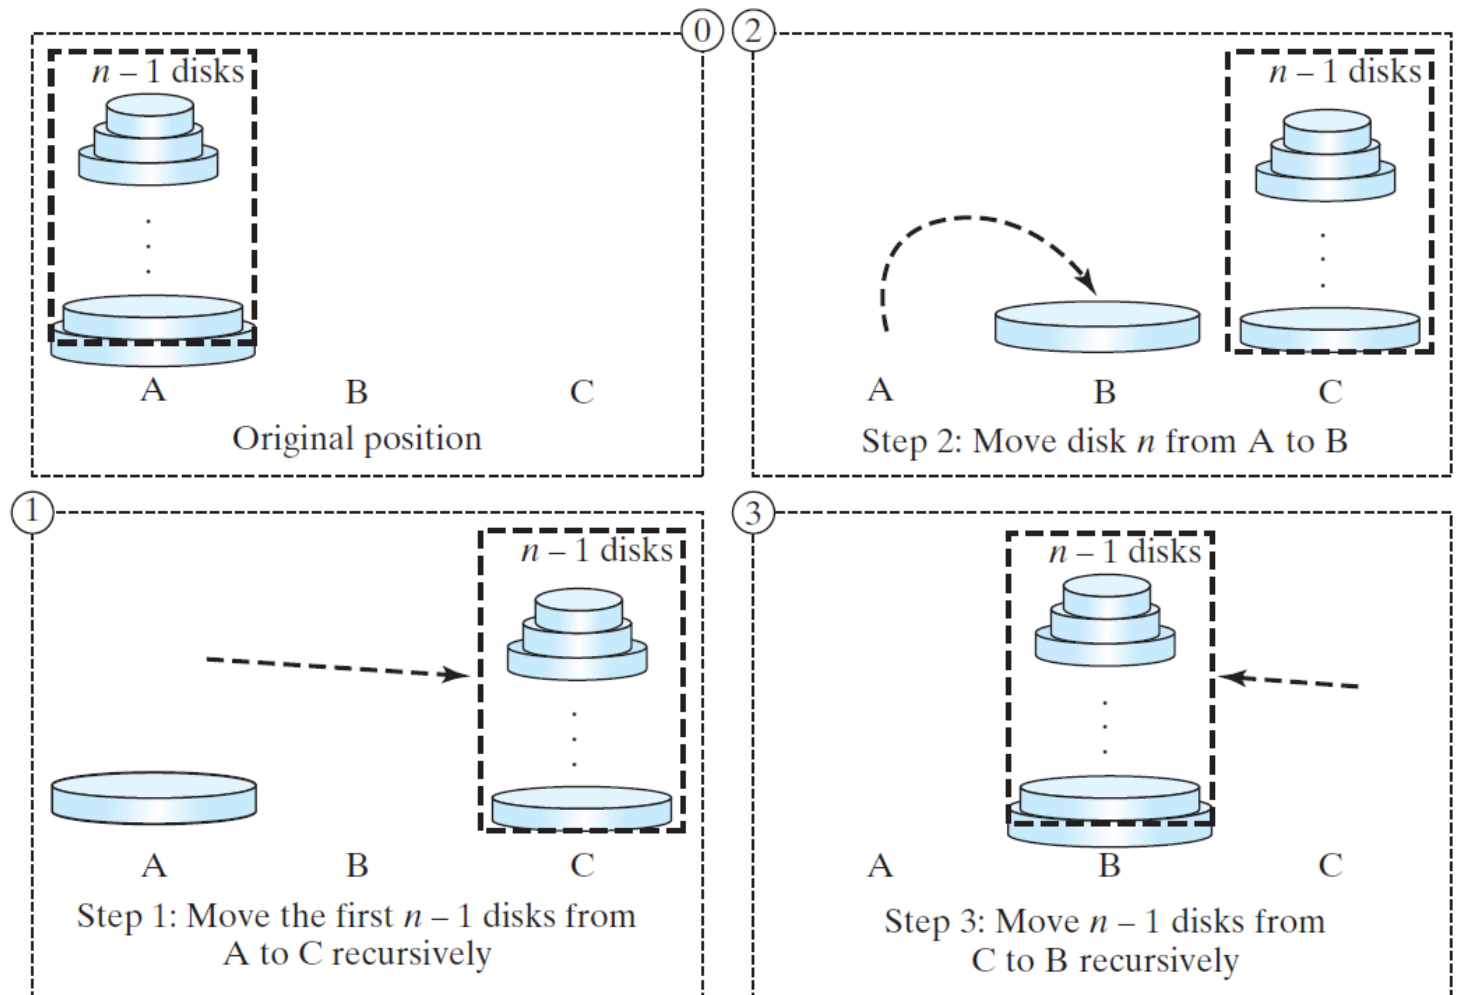 0
n – 1 disks
A B C
Original position
2
n – 1 disks
A B C
Step 2: Move disk n from A to B
1
n – 1 disks
A B C
Step 1: Move the first n – 1 disks from
A to C recursively
3
n – 1 disks
A B C
Step 3: Move n – 1 disks from
C to B recursively